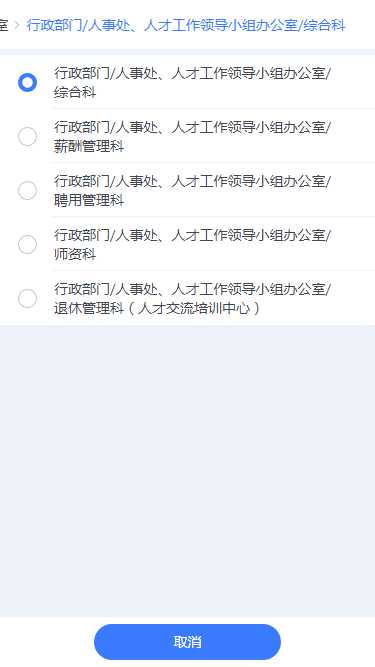 室 > 行政部门/人事处、人才工作领导小组办公室/综合科
行政部门/人事处、人才工作领导小组办公室/
综合科
行政部门/人事处、人才工作领导小组办公室/
薪酬管理科
行政部门/人事处、人才工作领导小组办公室/
聘用管理科
行政部门/人事处、人才工作领导小组办公室/
师资科
行政部门/人事处、人才工作领导小组办公室/
退休管理科（人才交流培训中心）
取消